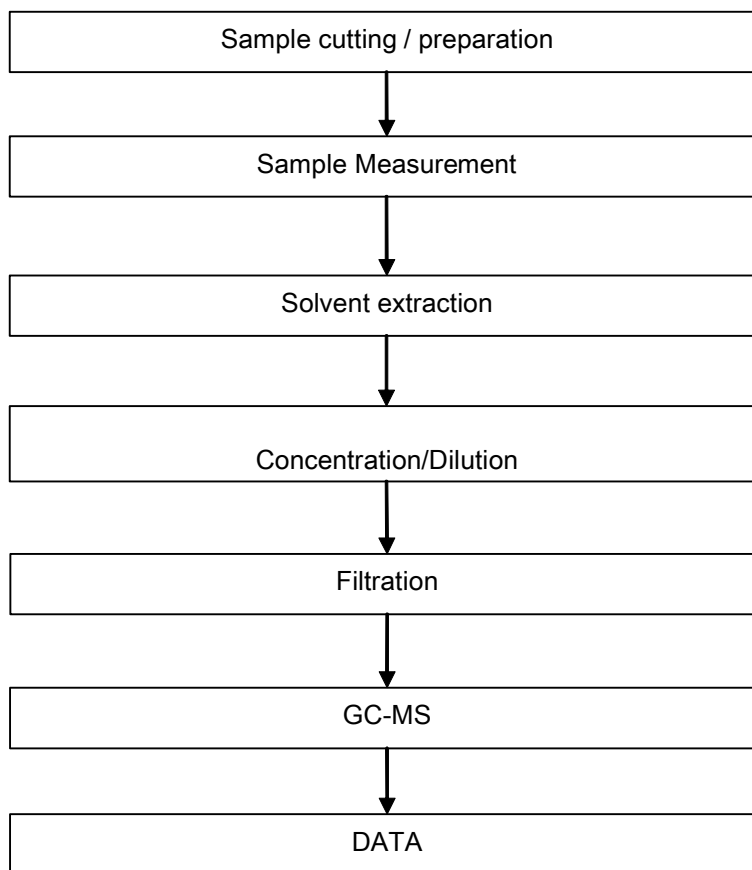 Sample cutting / preparation
Sample Measurement
Solvent extraction
Concentration/Dilution
Filtration
GC-MS
DATA